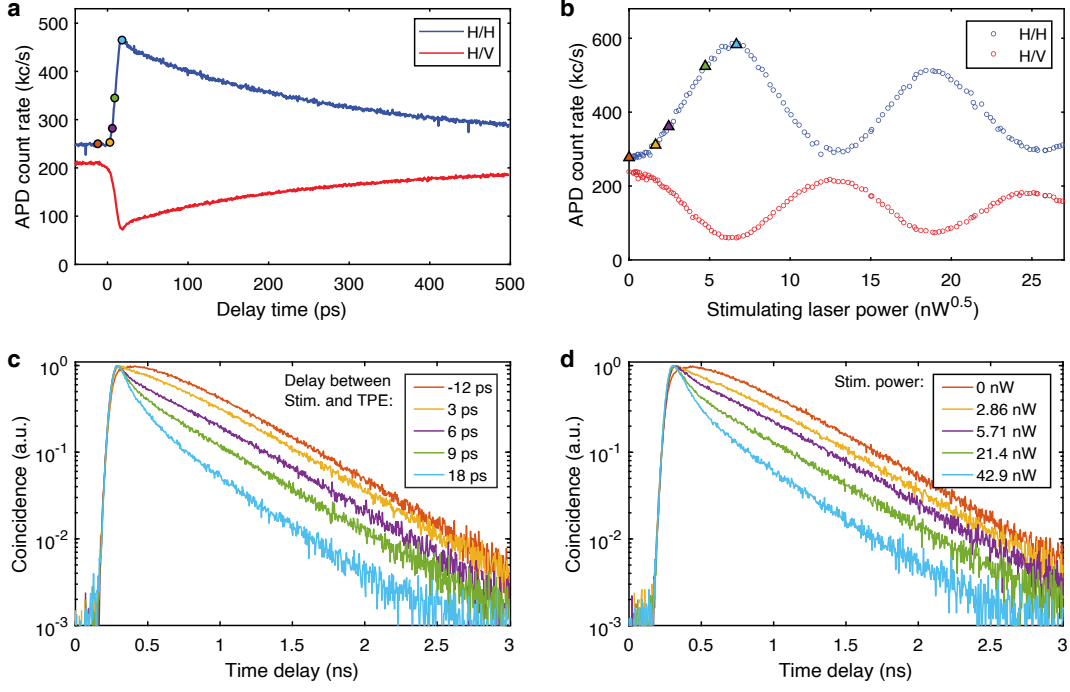 a
500
400
300
200
100
0
APD count rate (kc/s)
H/H
H/V
0
100
200
300
400
500
Delay time (ps)
b
600
400
200
0
APD count rate (kc/s)
H/H
H/V
0
5
10
15
20
25
Stimulating laser power (nW^0.5)
c
10^0
10^-1
10^-2
10^-3
Coincidence (a.u.)
Delay between
Stim. and TPE:
-12 ps
3 ps
6 ps
9 ps
18 ps
0
0.5
1
1.5
2
2.5
3
Time delay (ns)
d
10^0
10^-1
10^-2
10^-3
Coincidence (a.u.)
Stim. power:
0 nW
2.86 nW
5.71 nW
21.4 nW
42.9 nW
0
0.5
1
1.5
2
2.5
3
Time delay (ns)